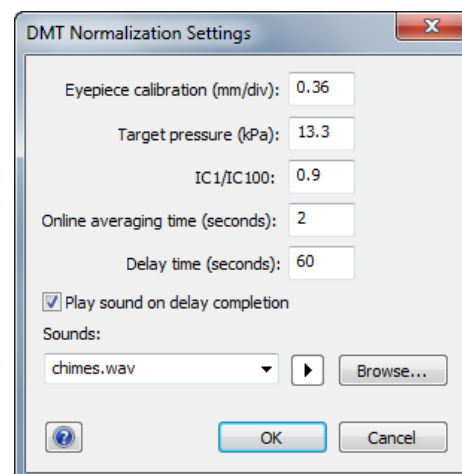 DMT Normalization Settings
Eyepiece calibration (mm/div): 0.36
Target pressure (kPa): 13.3
IC1/IC100: 0.9
Online averaging time (seconds): 2
Delay time (seconds): 60
Play sound on delay completion
Sounds:
chimes.wav Browse...
OK Cancel